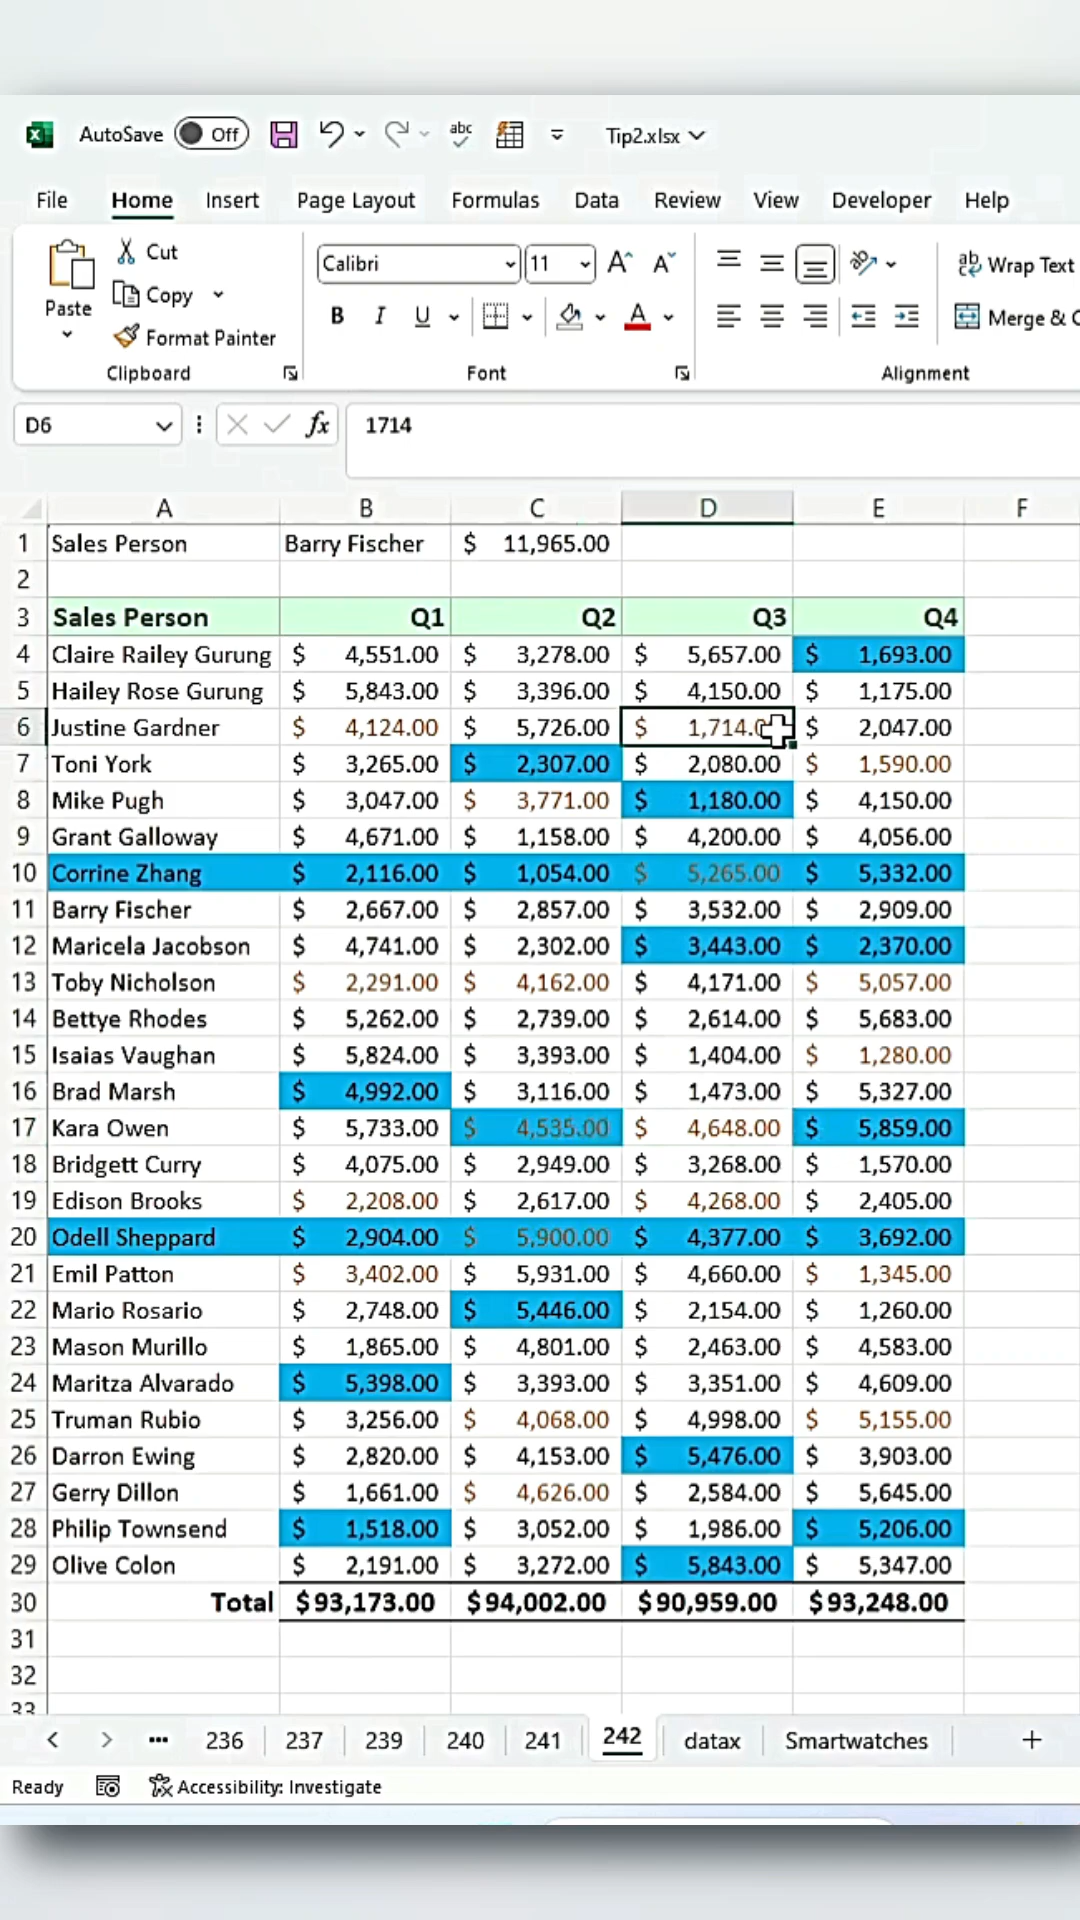 AutoSave Off abc Tip2.xlsx
File Home Insert Page Layout Formulas Data Review View Developer Help
Cut
Calibri 11 A A ab Wrap Text
Paste Copy
B I U A Merge & C
Format Painter
Clipboard Font Alignment
D6 fx 1714
A B C D E F
1 Sales Person Barry Fischer $ 11,965.00
2
3 Sales Person Q1 Q2 Q3 Q4
4 Claire Railey Gurung $ 4,551.00 $ 3,278.00 $ 5,657.00 $ 1,693.00
5 Hailey Rose Gurung $ 5,843.00 $ 3,396.00 $ 4,150.00 $ 1,175.00
6 Justine Gardner $ 4,124.00 $ 5,726.00 $ 1,714.0 $ 2,047.00
7 Toni York $ 3,265.00 $ 2,307.00 $ 2,080.00 $ 1,590.00
8 Mike Pugh $ 3,047.00 $ 3,771.00 $ 1,180.00 $ 4,150.00
9 Grant Galloway $ 4,671.00 $ 1,158.00 $ 4,200.00 $ 4,056.00
10 Corrine Zhang $ 2,116.00 $ 1,054.00 $ 5,265.00 $ 5,332.00
11 Barry Fischer $ 2,667.00 $ 2,857.00 $ 3,532.00 $ 2,909.00
12 Maricela Jacobson $ 4,741.00 $ 2,302.00 $ 3,443.00 $ 2,370.00
13 Toby Nicholson $ 2,291.00 $ 4,162.00 $ 4,171.00 $ 5,057.00
14 Bettye Rhodes $ 5,262.00 $ 2,739.00 $ 2,614.00 $ 5,683.00
15 Isaias Vaughan $ 5,824.00 $ 3,393.00 $ 1,404.00 $ 1,280.00
16 Brad Marsh $ 4,992.00 $ 3,116.00 $ 1,473.00 $ 5,327.00
17 Kara Owen $ 5,733.00 $ 4,535.00 $ 4,648.00 $ 5,859.00
18 Bridgett Curry $ 4,075.00 $ 2,949.00 $ 3,268.00 $ 1,570.00
19 Edison Brooks $ 2,208.00 $ 2,617.00 $ 4,268.00 $ 2,405.00
20 Odell Sheppard $ 2,904.00 $ 5,900.00 $ 4,377.00 $ 3,692.00
21 Emil Patton $ 3,402.00 $ 5,931.00 $ 4,660.00 $ 1,345.00
22 Mario Rosario $ 2,748.00 $ 5,446.00 $ 2,154.00 $ 1,260.00
23 Mason Murillo $ 1,865.00 $ 4,801.00 $ 2,463.00 $ 4,583.00
24 Maritza Alvarado $ 5,398.00 $ 3,393.00 $ 3,351.00 $ 4,609.00
25 Truman Rubio $ 3,256.00 $ 4,068.00 $ 4,998.00 $ 5,155.00
26 Darron Ewing $ 2,820.00 $ 4,153.00 $ 5,476.00 $ 3,903.00
27 Gerry Dillon $ 1,661.00 $ 4,626.00 $ 2,584.00 $ 5,645.00
28 Philip Townsend $ 1,518.00 $ 3,052.00 $ 1,986.00 $ 5,206.00
29 Olive Colon $ 2,191.00 $ 3,272.00 $ 5,843.00 $ 5,347.00
30 Total $93,173.00 $94,002.00 $90,959.00 $93,248.00
31
32
33
236 237 239 240 241 242 datax Smartwatches
Ready Accessibility: Investigate